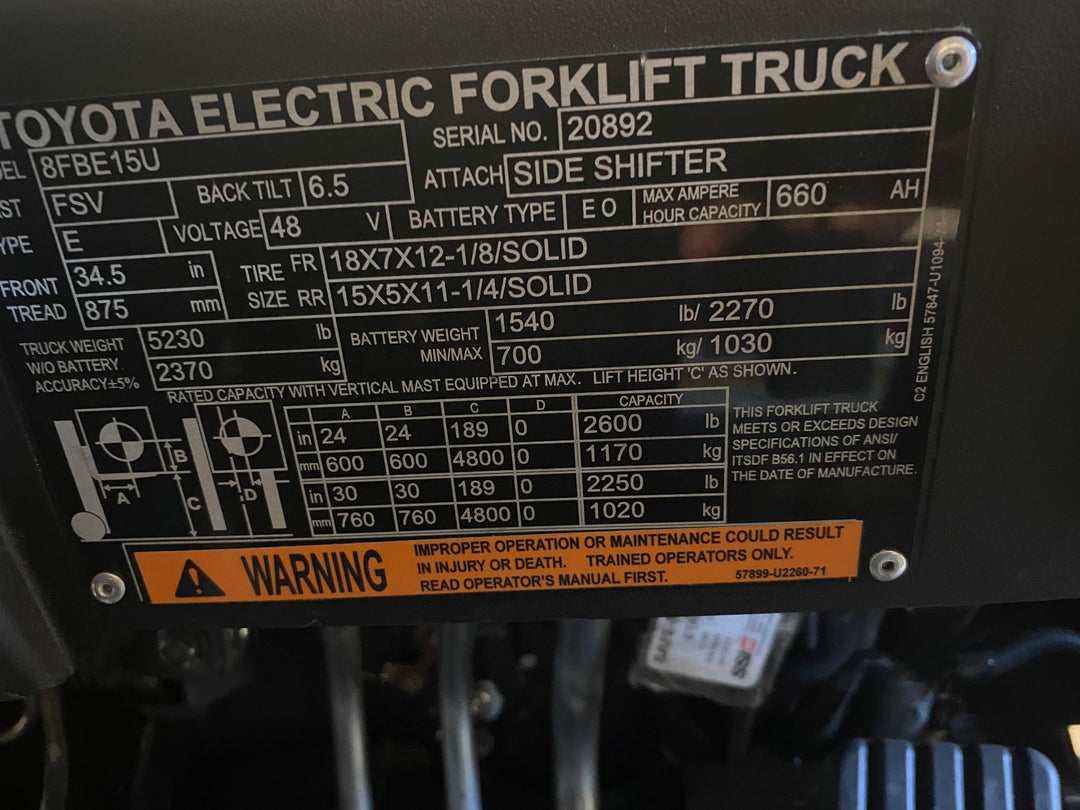 TOYOTA ELECTRIC FORKLIFT TRUCK
8FBE15U SERIAL NO. 20892
FSV BACK TILT 6.5 ATTACH SIDE SHIFTER
E VOLTAGE 48 V BATTERY TYPE E O MAX AMPERE HOUR CAPACITY 660 AH
FRONT TREAD 34.5 in TIRE SIZE FR 18X7X12-1/8/SOLID
875 mm RR 15X5X11-1/4/SOLID
TRUCK WEIGHT 5230 lb BATTERY WEIGHT 1540 lb/ 2270 lb
W/O BATTERY 2370 kg MIN/MAX 700 kg/ 1030 kg
ACCURACY±5%
RATED CAPACITY WITH VERTICAL MAST EQUIPPED AT MAX. LIFT HEIGHT 'C' AS SHOWN.
A B C D CAPACITY
in 24 24 189 0 2600 lb
mm 600 600 4800 0 1170 kg
in 30 30 189 0 2250 lb
mm 760 760 4800 0 1020 kg
A B C D
THIS FORKLIFT TRUCK
MEETS OR EXCEEDS DESIGN
SPECIFICATIONS OF ANSI/
ITSDF B56.1 IN EFFECT ON
THE DATE OF MANUFACTURE.
C2 ENGLISH 57847-U1094-
WARNING
IMPROPER OPERATION OR MAINTENANCE COULD RESULT
IN INJURY OR DEATH. TRAINED OPERATORS ONLY.
READ OPERATOR'S MANUAL FIRST. 57899-U2260-71